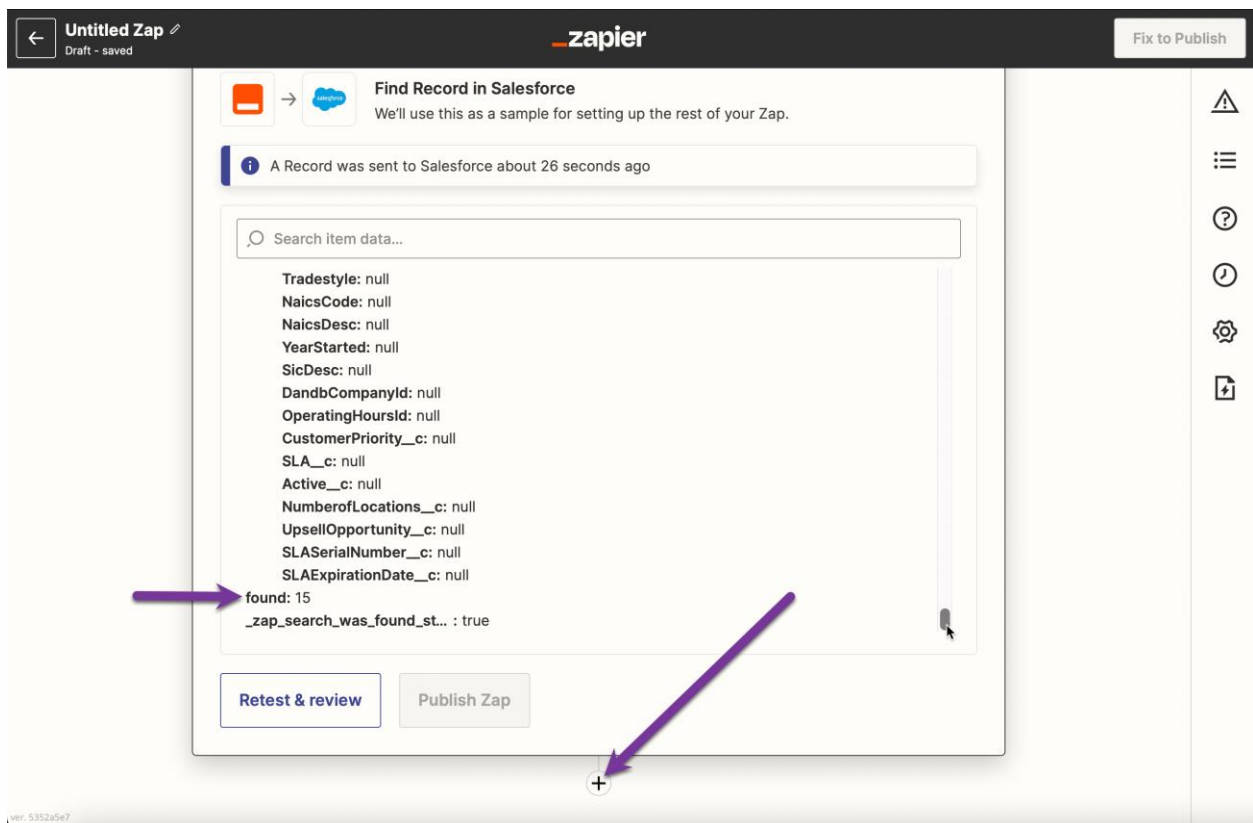 Untitled Zap
Draft - saved
_zapier
Fix to Publish
salesforce
Find Record in Salesforce
We'll use this as a sample for setting up the rest of your Zap.
A Record was sent to Salesforce about 26 seconds ago
Search item data...
Tradestyle: null
NaicsCode: null
NaicsDesc: null
YearStarted: null
SicDesc: null
DandbCompanyId: null
OperatingHoursId: null
CustomerPriority__c: null
SLA__c: null
Active__c: null
NumberofLocations__c: null
UpsellOpportunity__c: null
SLASerialNumber__c: null
SLAExpirationDate__c: null
found: 15
_zap_search_was_found_st... : true
Retest & review
Publish Zap
ver. 5352a5e7